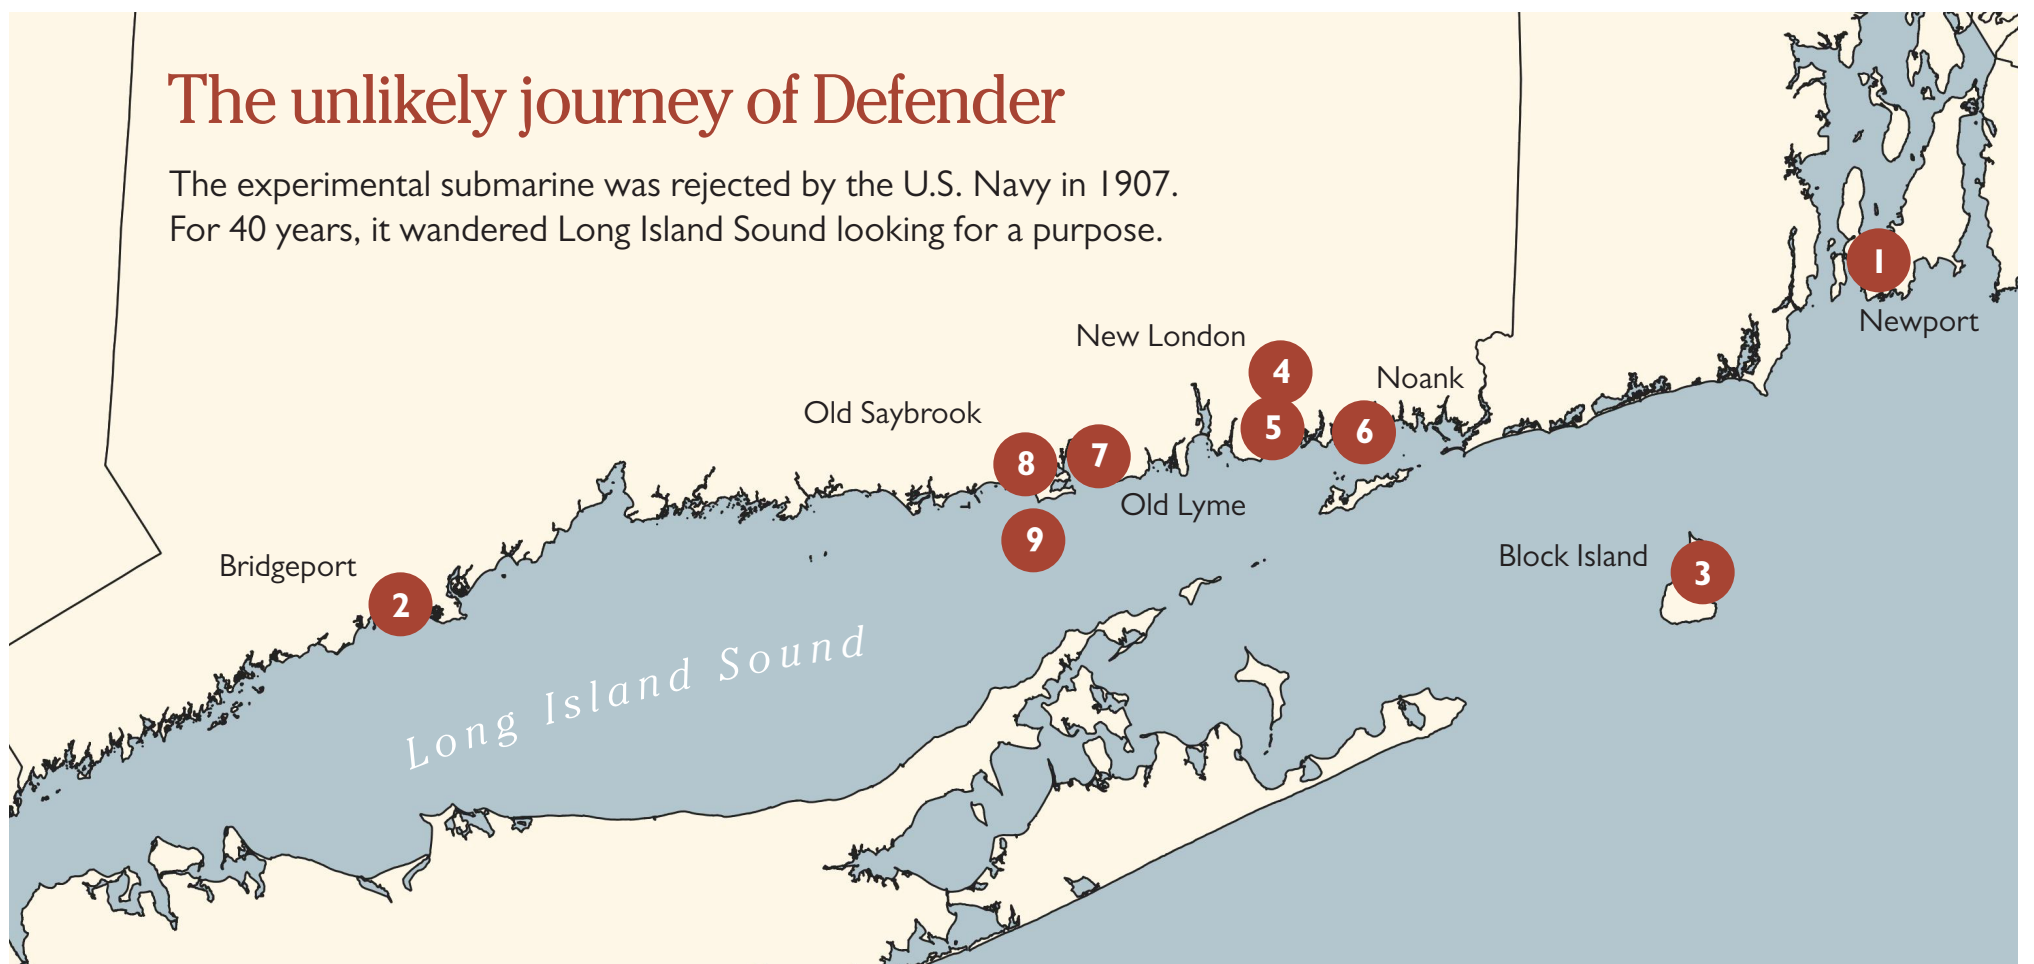 The unlikely journey of Defender
The experimental submarine was rejected by the U.S. Navy in 1907.
For 40 years, it wandered Long Island Sound looking for a purpose.
1
Newport
New London
4
Noank
Old Saybrook
5
6
8
7
Old Lyme
9
Block Island
3
Bridgeport
2
Long Island Sound